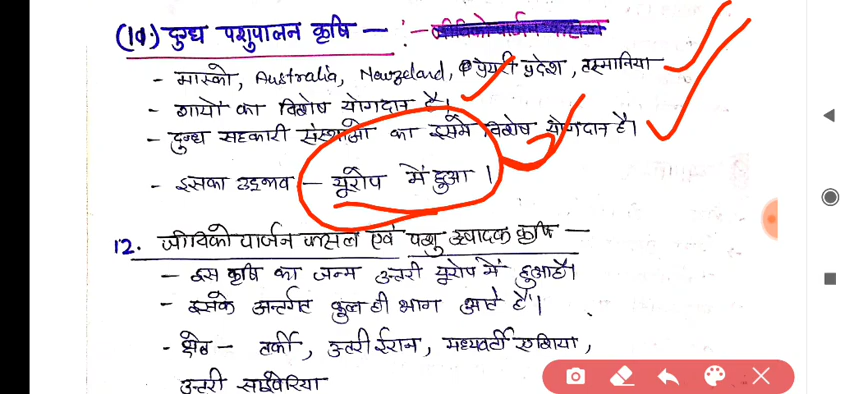 (11) दुग्ध पशुपालन कृषि — : -
- मास्को, Australia, Newzeland, प्रेयरी प्रदेश, तस्मानिया
- गायों का विशेष योगदान है।
- दुग्ध सहकारी संस्थाओ का इसमें विशेष योगदान है।
- इसका उद्भव - यूरोप में हुआ ।
12. जीविकोपार्जन फसल एवं पशु उत्पादक कृषि —
- इस कृषि का जन्म उत्तरी यूरोप में हुआ है।
- इसके अन्तर्गत कुल दो भाग आते हैं।
- क्षेत्र - तर्की, उत्तरी ईरान, मध्यवर्ती एशिया,
उत्तरी साईबेरिया